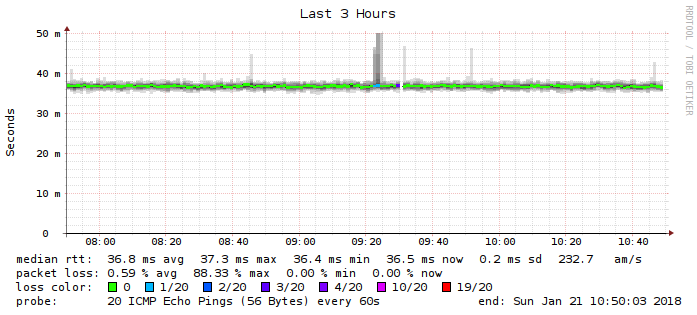 Last 3 Hours
RRDTOOL / TOBI OETIKER
Seconds
50 m
40 m
30 m
20 m
10 m
0
08:00 08:20 08:40 09:00 09:20 09:40 10:00 10:20 10:40
median rtt: 36.8 ms avg 37.3 ms max 36.4 ms min 36.5 ms now 0.2 ms sd 232.7 am/s
packet loss: 0.59 % avg 88.33 % max 0.00 % min 0.00 % now
loss color: 0 1/20 2/20 3/20 4/20 10/20 19/20
probe: 20 ICMP Echo Pings (56 Bytes) every 60s end: Sun Jan 21 10:50:03 2018